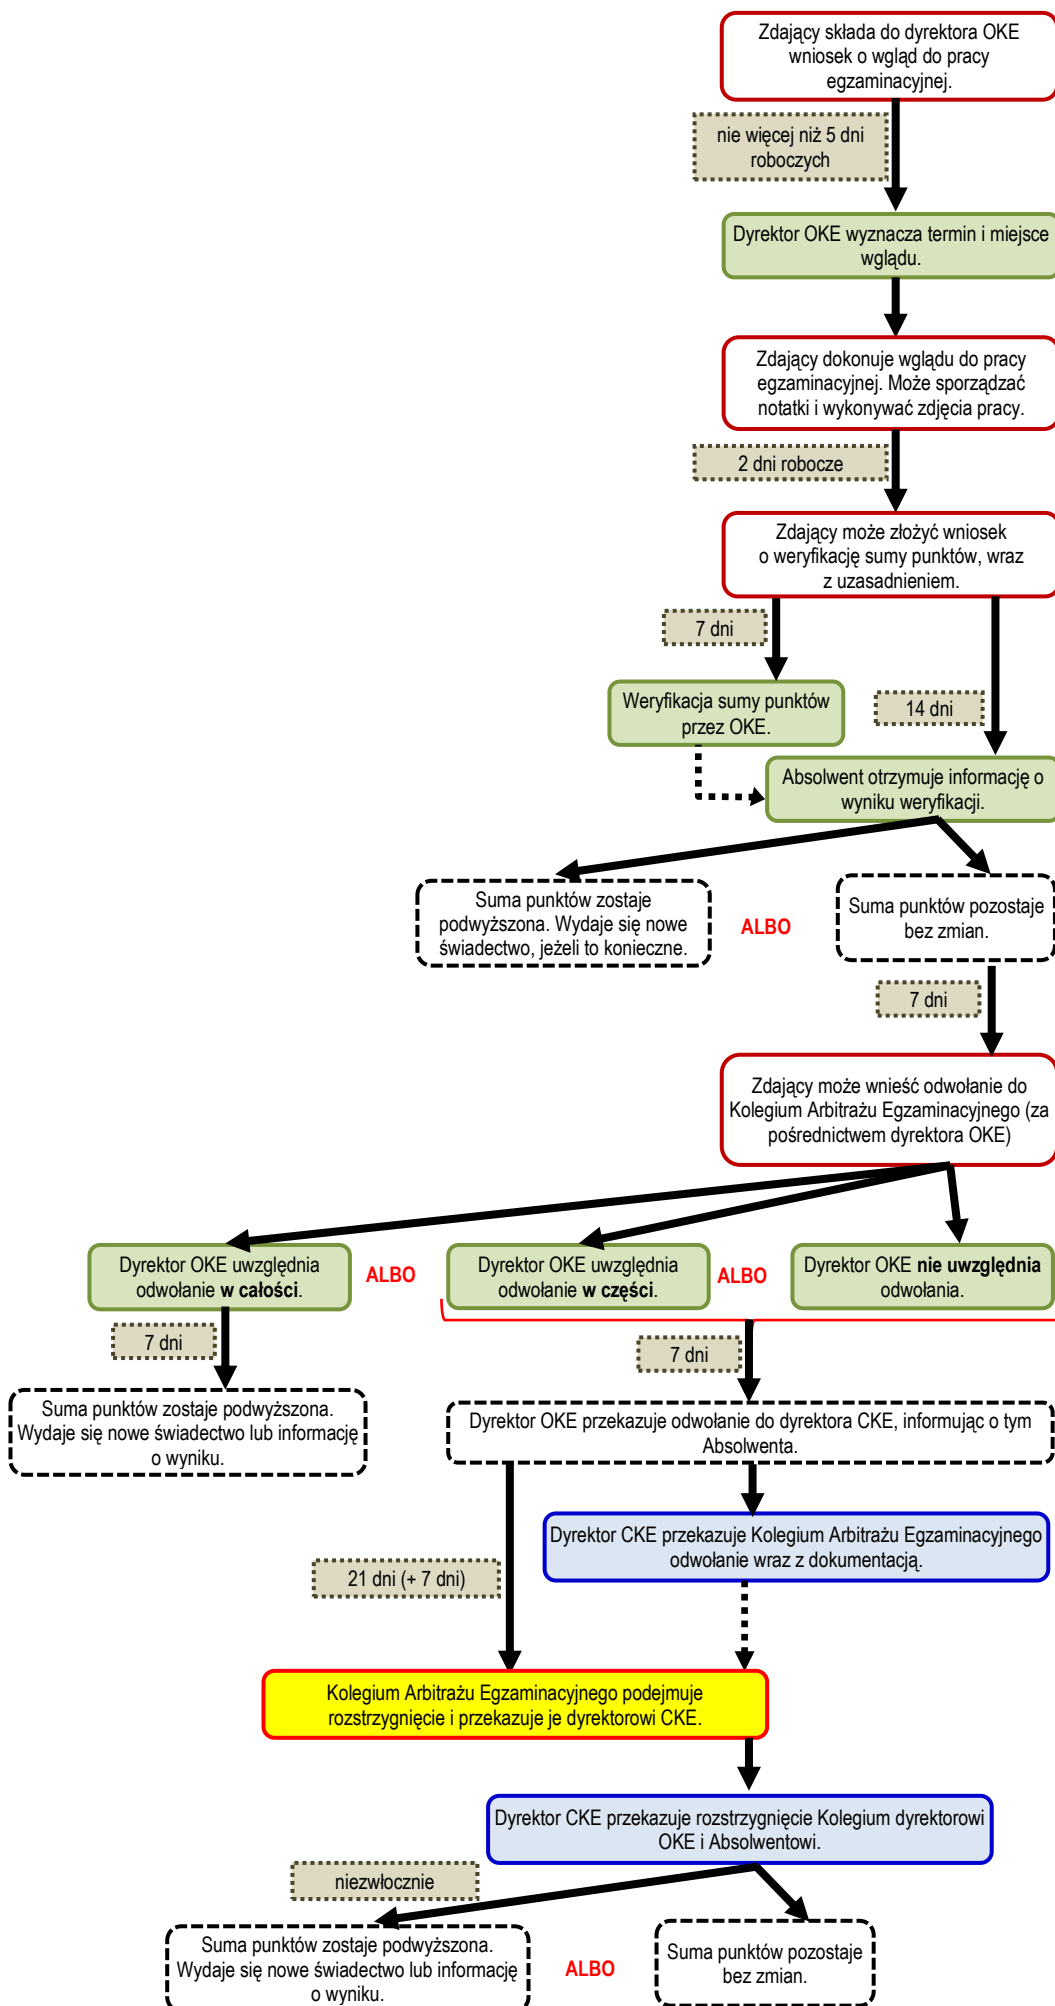 Zdający składa do dyrektora OKE
wniosek o wgląd do pracy
egzaminacyjnej.
nie więcej niż 5 dni
roboczych
Dyrektor OKE wyznacza termin i miejsce
wglądu.
Zdający dokonuje wglądu do pracy
egzaminacyjnej. Może sporządzać
notatki i wykonywać zdjęcia pracy.
2 dni robocze
Zdający może złożyć wniosek
o weryfikację sumy punktów, wraz
z uzasadnieniem.
7 dni
Weryfikacja sumy punktów
przez OKE.
14 dni
Absolwent otrzymuje informację o
wyniku weryfikacji.
Suma punktów zostaje
podwyższona. Wydaje się nowe
świadectwo, jeżeli to konieczne.
ALBO
Suma punktów pozostaje
bez zmian.
7 dni
Zdający może wnieść odwołanie do
Kolegium Arbitrażu Egzaminacyjnego (za
pośrednictwem dyrektora OKE)
Dyrektor OKE uwzględnia
odwołanie w całości.
ALBO
Dyrektor OKE uwzględnia
odwołanie w części.
ALBO
Dyrektor OKE nie uwzględnia
odwołania.
7 dni
7 dni
Suma punktów zostaje podwyższona.
Wydaje się nowe świadectwo lub informację
o wyniku.
Dyrektor OKE przekazuje odwołanie do dyrektora CKE, informując o tym
Absolwenta.
Dyrektor CKE przekazuje Kolegium Arbitrażu Egzaminacyjnego
odwołanie wraz z dokumentacją.
21 dni (+ 7 dni)
Kolegium Arbitrażu Egzaminacyjnego podejmuje
rozstrzygnięcie i przekazuje je dyrektorowi CKE.
Dyrektor CKE przekazuje rozstrzygnięcie Kolegium dyrektorowi
OKE i Absolwentowi.
niezwłocznie
Suma punktów zostaje podwyższona.
Wydaje się nowe świadectwo lub informację
o wyniku.
ALBO
Suma punktów pozostaje
bez zmian.